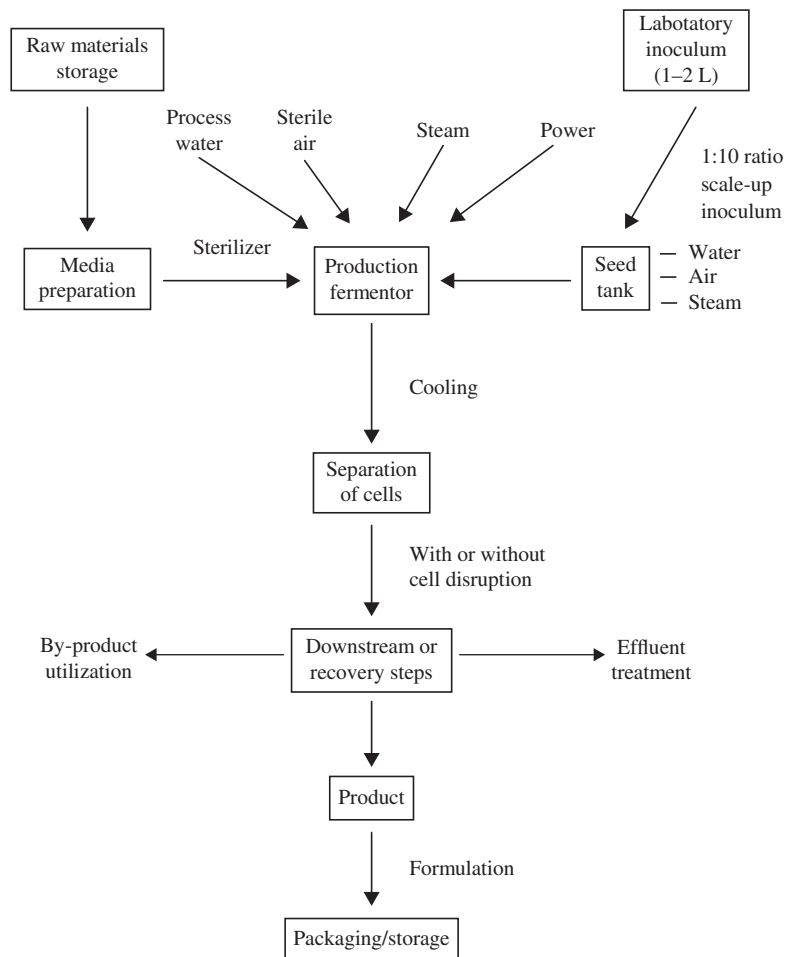 Raw materials
storage
Labotatory
inoculum
(1–2 L)
Process
water
Sterile
air
Steam
Power
1:10 ratio
scale-up
inoculum
Media
preparation
Sterilizer
Production
fermentor
Seed
tank
Water
Air
Steam
Cooling
Separation
of cells
With or without
cell disruption
By-product
utilization
Downstream or
recovery steps
Effluent
treatment
Product
Formulation
Packaging/storage